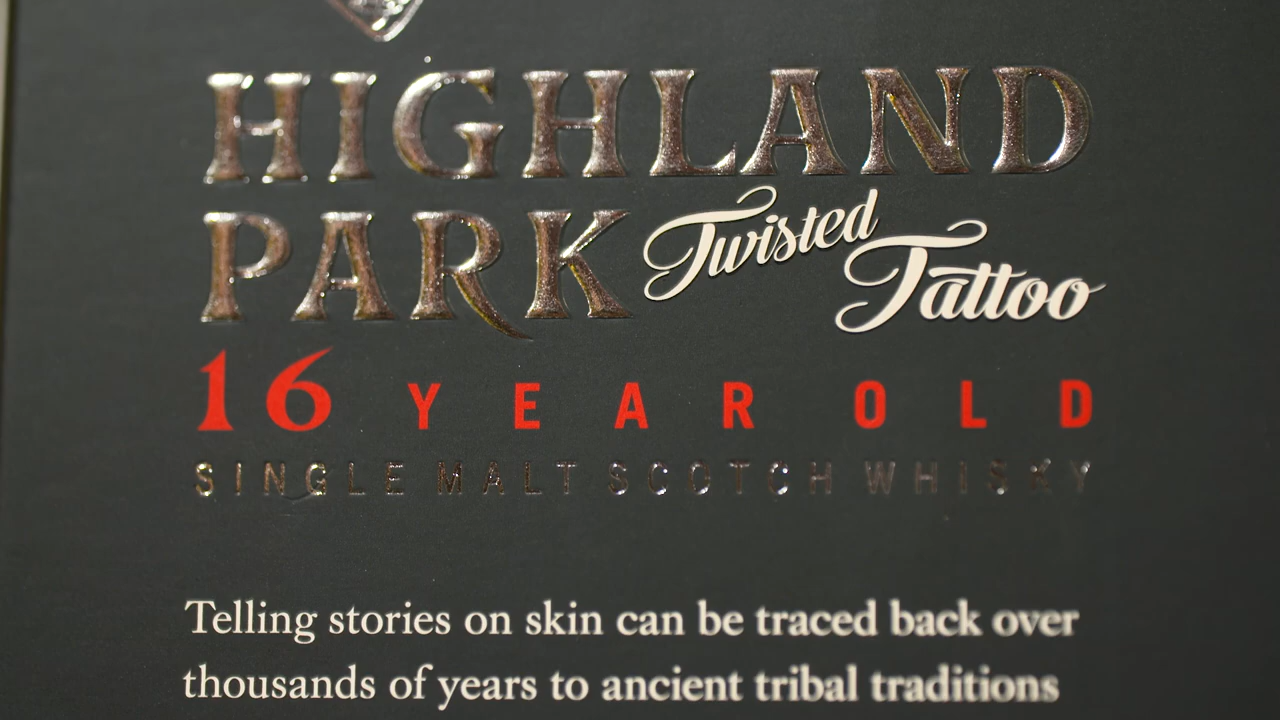 HIGHLAND
PARK Twisted Tattoo
16 YEAR OLD
SINGLE MALT SCOTCH WHISKY
Telling stories on skin can be traced back over
thousands of years to ancient tribal traditions